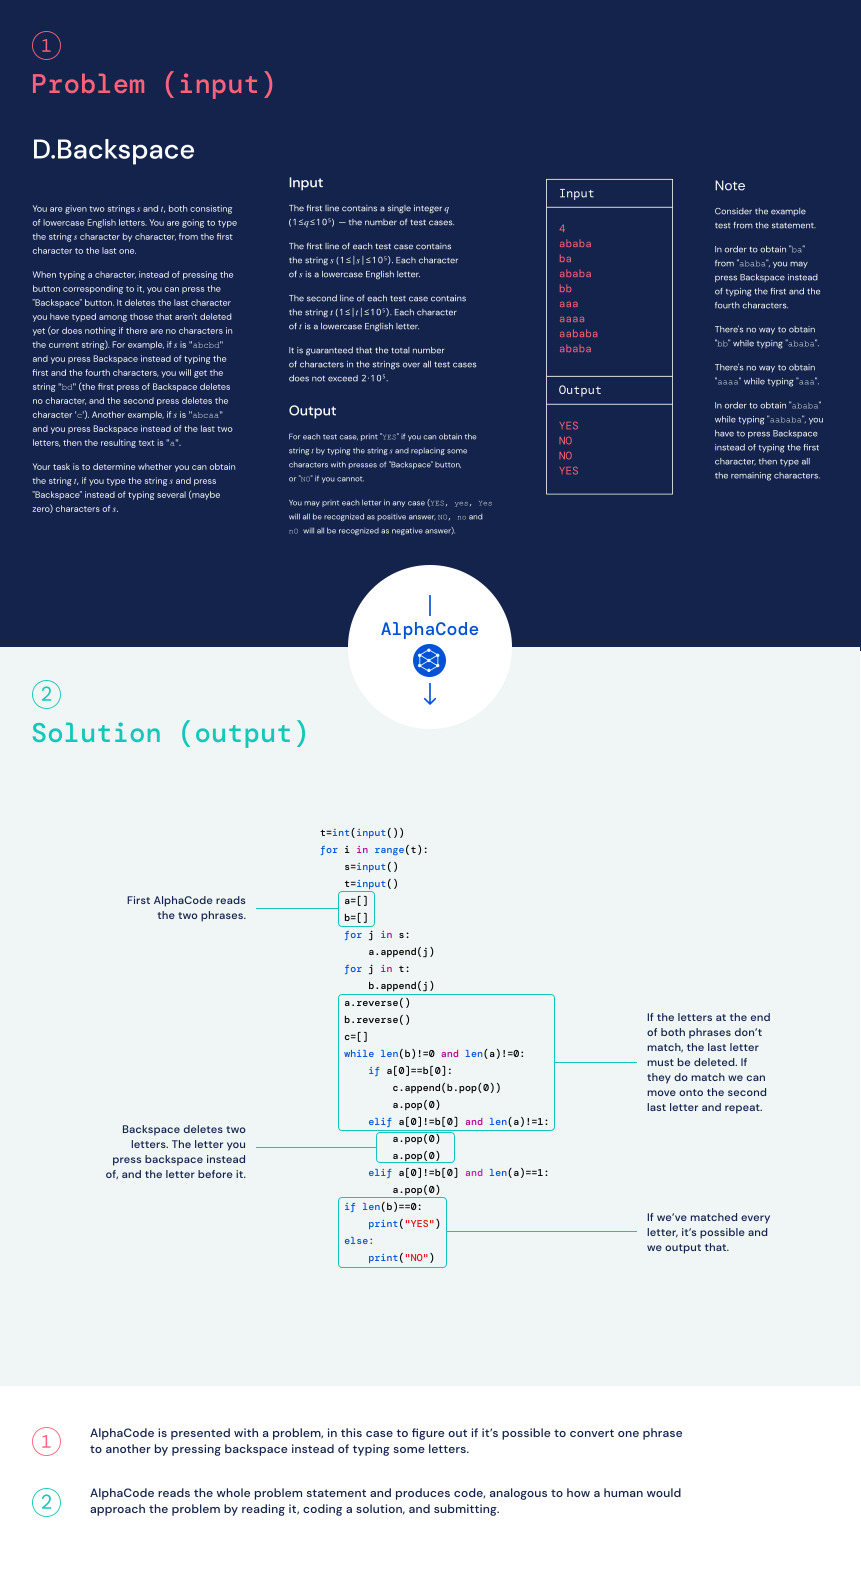 1
Problem (input)
D.Backspace
You are given two strings s and t, both consisting
of lowercase English letters. You are going to type
the string s character by character, from the first
character to the last one.
When typing a character, instead of pressing the
button corresponding to it, you can press the
"Backspace" button. It deletes the last character
you have typed among those that aren't deleted
yet (or does nothing if there are no characters in
the current string). For example, if s is "abcbd"
and you press Backspace instead of typing the
first and the fourth characters, you will get the
string "bd" (the first press of Backspace deletes
no character, and the second press deletes the
character 'c'). Another example, if s is "abcaa"
and you press Backspace instead of the last two
letters, then the resulting text is "a".
Your task is to determine whether you can obtain
the string t, if you type the string s and press
"Backspace" instead of typing several (maybe
zero) characters of s.
Input
The first line contains a single integer q
(1≤q≤10⁵) — the number of test cases.
The first line of each test case contains
the string s (1≤|s|≤10⁵). Each character
of s is a lowercase English letter.
The second line of each test case contains
the string t (1≤|t|≤10⁵). Each character
of t is a lowercase English letter.
It is guaranteed that the total number
of characters in the strings over all test cases
does not exceed 2·10⁵.
Output
For each test case, print "YES" if you can obtain the
string t by typing the string s and replacing some
characters with presses of "Backspace" button,
or "NO" if you cannot.
You may print each letter in any case (YES, yes, Yes
will all be recognized as positive answer, NO, no and
nO will all be recognized as negative answer).
Input
4
ababa
ba
ababa
bb
aaa
aaaa
aababa
ababa
Output
YES
NO
NO
YES
Note
Consider the example
test from the statement.
In order to obtain "ba"
from "ababa", you may
press Backspace instead
of typing the first and the
fourth characters.
There's no way to obtain
"bb" while typing "ababa".
There's no way to obtain
"aaaa" while typing "aaa".
In order to obtain "ababa"
while typing "aababa", you
have to press Backspace
instead of typing the first
character, then type all
the remaining characters.
AlphaCode
2
Solution (output)
t=int(input())
for i in range(t):
s=input()
t=input()
a=[]
b=[]
for j in s:
a.append(j)
for j in t:
b.append(j)
a.reverse()
b.reverse()
c=[]
while len(b)!=0 and len(a)!=0:
if a[0]==b[0]:
c.append(b.pop(0))
a.pop(0)
elif a[0]!=b[0] and len(a)!=1:
a.pop(0)
a.pop(0)
elif a[0]!=b[0] and len(a)==1:
a.pop(0)
if len(b)==0:
print("YES")
else:
print("NO")
First AlphaCode reads
the two phrases.
If the letters at the end
of both phrases don't
match, the last letter
must be deleted. If
they do match we can
move onto the second
last letter and repeat.
Backspace deletes two
letters. The letter you
press backspace instead
of, and the letter before it.
If we've matched every
letter, it's possible and
we output that.
1
AlphaCode is presented with a problem, in this case to figure out if it's possible to convert one phrase
to another by pressing backspace instead of typing some letters.
2
AlphaCode reads the whole problem statement and produces code, analogous to how a human would
approach the problem by reading it, coding a solution, and submitting.